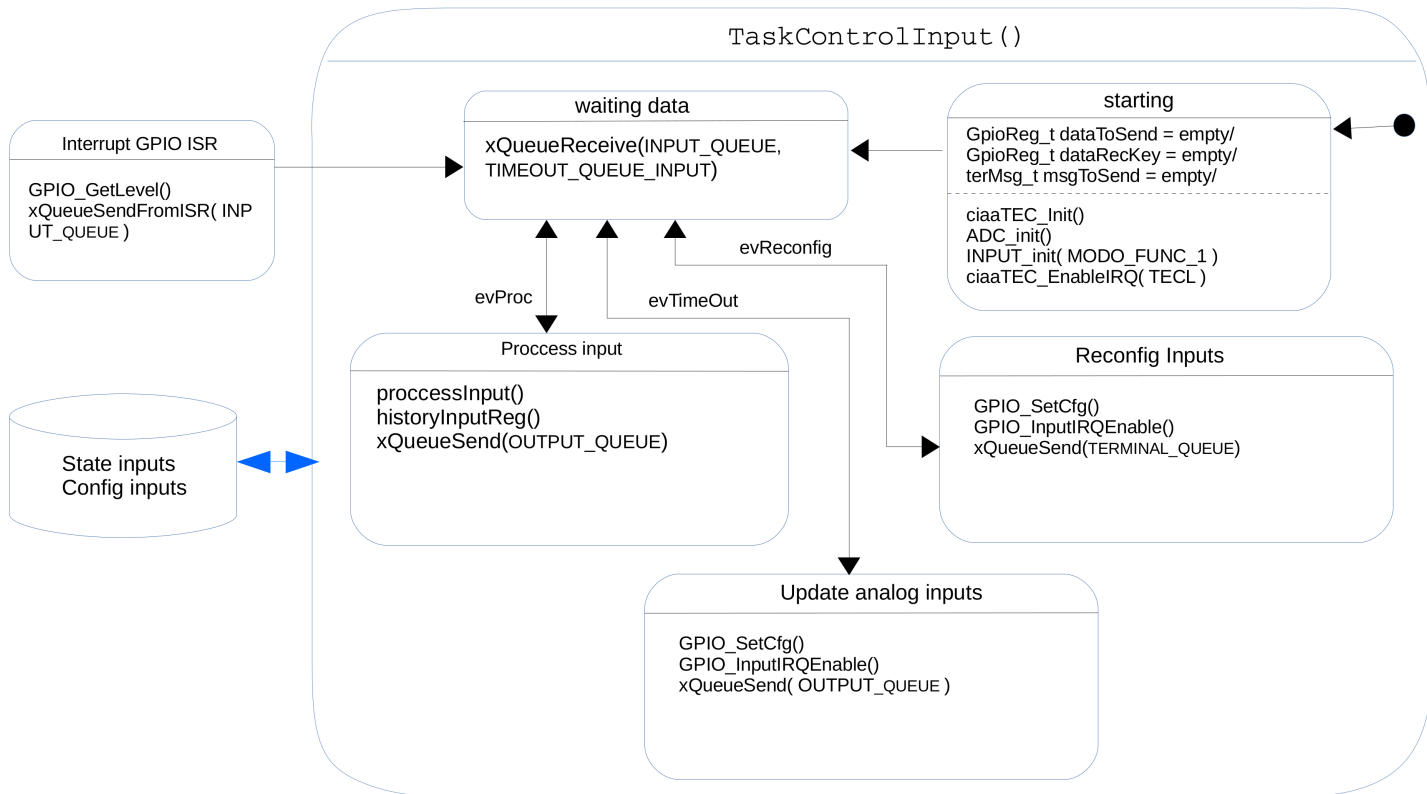 TaskControlInput()
Interrupt GPIO ISR
GPIO_GetLevel()
xQueueSendFromISR( INP
UT_QUEUE )
waiting data
xQueueReceive(INPUT_QUEUE,
TIMEOUT_QUEUE_INPUT)
starting
GpioReg_t dataToSend = empty/
GpioReg_t dataRecKey = empty/
terMsg_t msgToSend = empty/
ciaaTEC_Init()
ADC_init()
INPUT_init( MODO_FUNC_1 )
ciaaTEC_EnableIRQ( TECL )
evReconfig
evProc
evTimeOut
Proccess input
proccessInput()
historyInputReg()
xQueueSend(OUTPUT_QUEUE)
Reconfig Inputs
GPIO_SetCfg()
GPIO_InputIRQEnable()
xQueueSend(TERMINAL_QUEUE)
State inputs
Config inputs
Update analog inputs
GPIO_SetCfg()
GPIO_InputIRQEnable()
xQueueSend( OUTPUT_QUEUE )